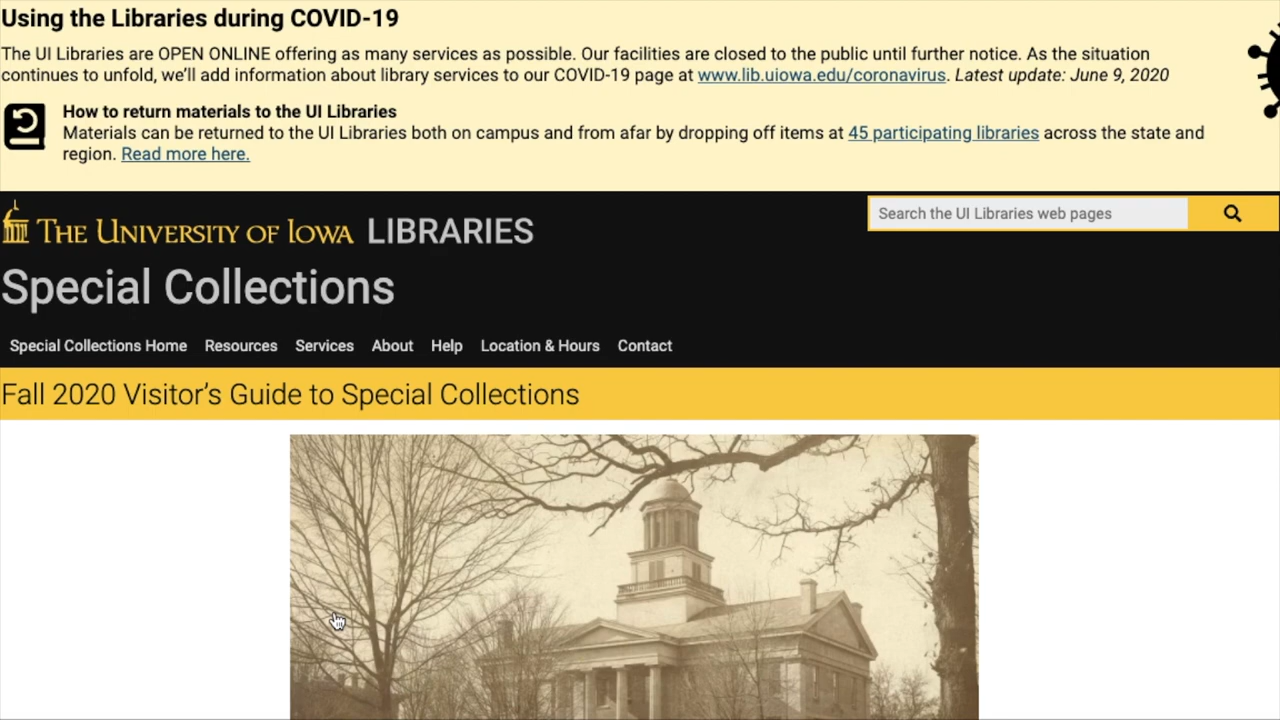 Using the Libraries during COVID-19
The UI Libraries are OPEN ONLINE offering as many services as possible. Our facilities are closed to the public until further notice. As the situation
continues to unfold, we'll add information about library services to our COVID-19 page at www.lib.uiowa.edu/coronavirus. Latest update: June 9, 2020
How to return materials to the UI Libraries
Materials can be returned to the UI Libraries both on campus and from afar by dropping off items at 45 participating libraries across the state and
region. Read more here.
THE UNIVERSITY OF IOWA LIBRARIES
Search the UI Libraries web pages
Special Collections
Special Collections Home Resources Services About Help Location & Hours Contact
Fall 2020 Visitor's Guide to Special Collections